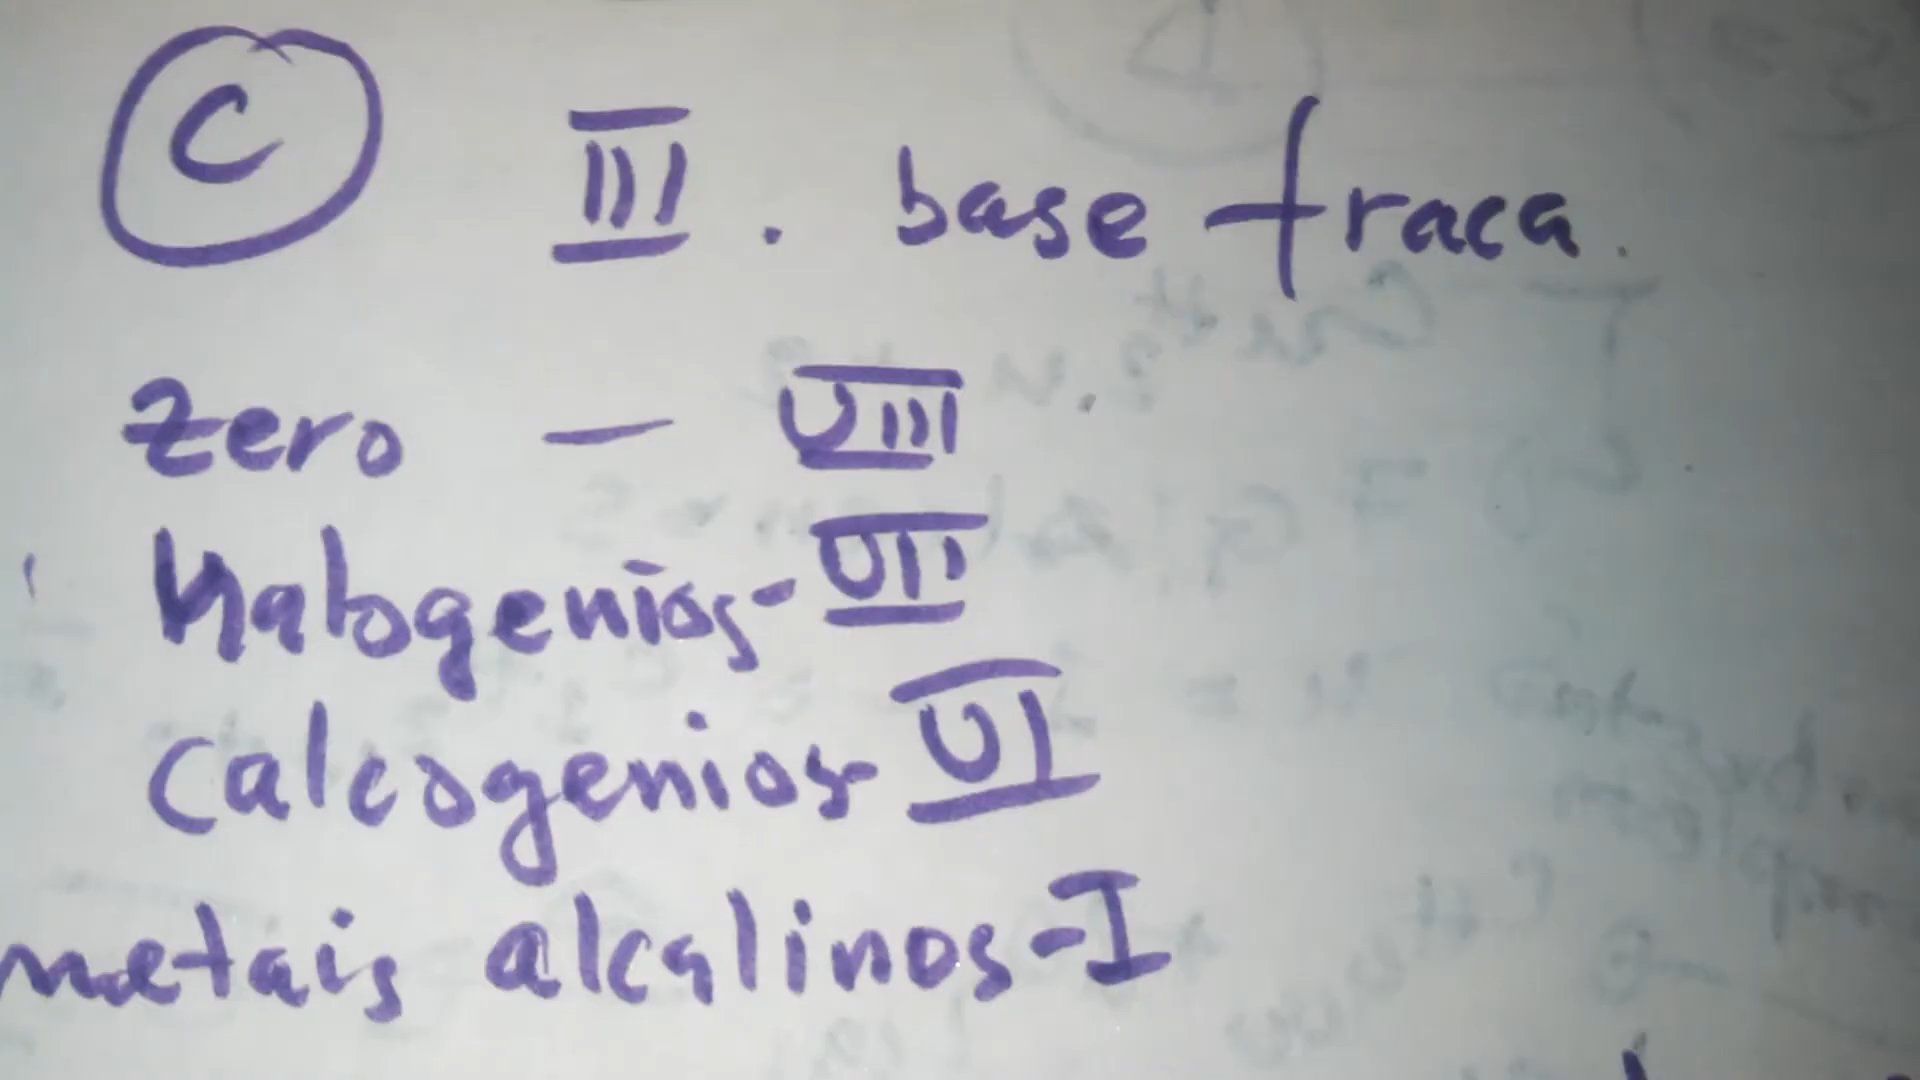 C III. base fraca.
Zero - VIII
Halogenios - VII
Calcogenios - VI
metais alcalinos - I